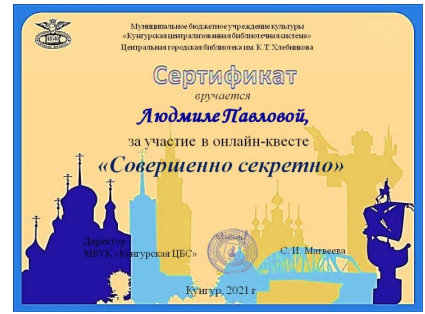 Муниципальное бюджетное учреждение культуры
«Кунгурская централизованная библиотечная система»
Центральная городская библиотека им. К.Т. Хлебникова
Сертификат
вручается
Людмиле Павловой,
за участие в онлайн-квесте
«Совершенно секретно»
Директор
МБУК «Кунгурская ЦБС»
С. И. Матвеева
Кунгур, 2021 г